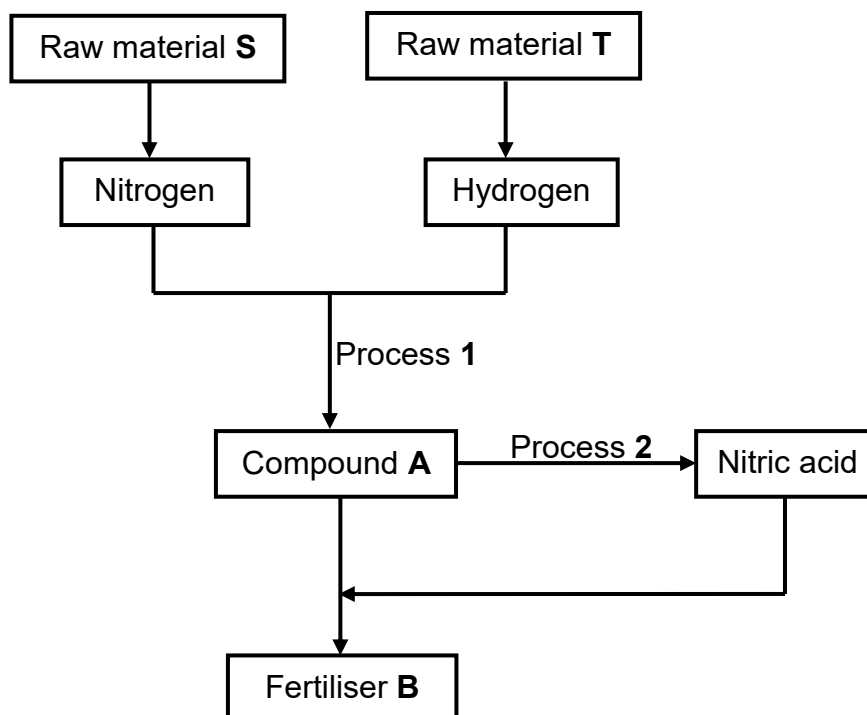 Raw material S
Raw material T
Nitrogen
Hydrogen
Process 1
Compound A
Process 2
Nitric acid
Fertiliser B